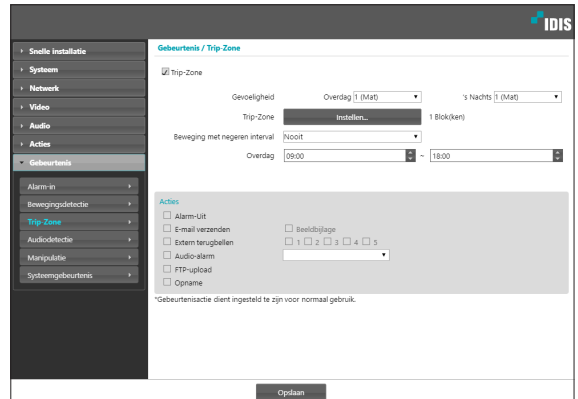 IDIS
Snelle installatie
Systeem
Netwerk
Video
Audio
Acties
Gebeurtenis
Alarm-in
Bewegingsdetectie
Trip-Zone
Audiodetectie
Manipulatie
Systeemgebeurtenis
Gebeurtenis / Trip-Zone
Trip-Zone
Gevoeligheid Overdag 1 (Mat) 's Nachts 1 (Mat)
Trip-Zone Instellen... 1 Blok(ken)
Beweging met negeren interval Nooit
Overdag 09:00 ~ 18:00
Acties
Alarm-Uit
E-mail verzenden Beeldbijlage
Extern terugbellen 1 2 3 4 5
Audio-alarm
FTP-upload
Opname
*Gebeurtenisactie dient ingesteld te zijn voor normaal gebruik.
Opslaan